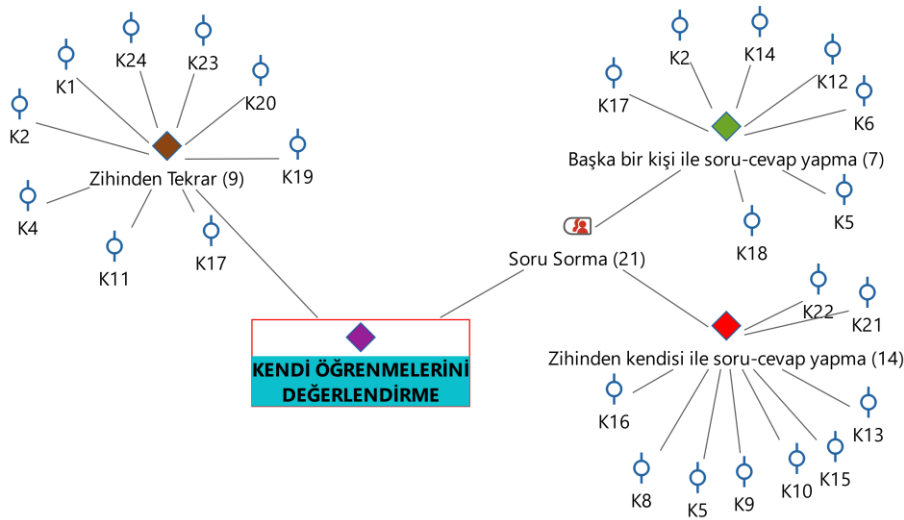 K24
K23
K1
K20
K2
K19
Zihinden Tekrar (9)
K4
K11
K17
K2
K14
K12
K17
K6
Başka bir kişi ile soru-cevap yapma (7)
K5
K18
Soru Sorma (21)
K22
K21
Zihinden kendisi ile soru-cevap yapma (14)
K16
K13
K8
K5
K9
K10
K15
KENDİ ÖĞRENMELERİNİ
DEĞERLENDİRME